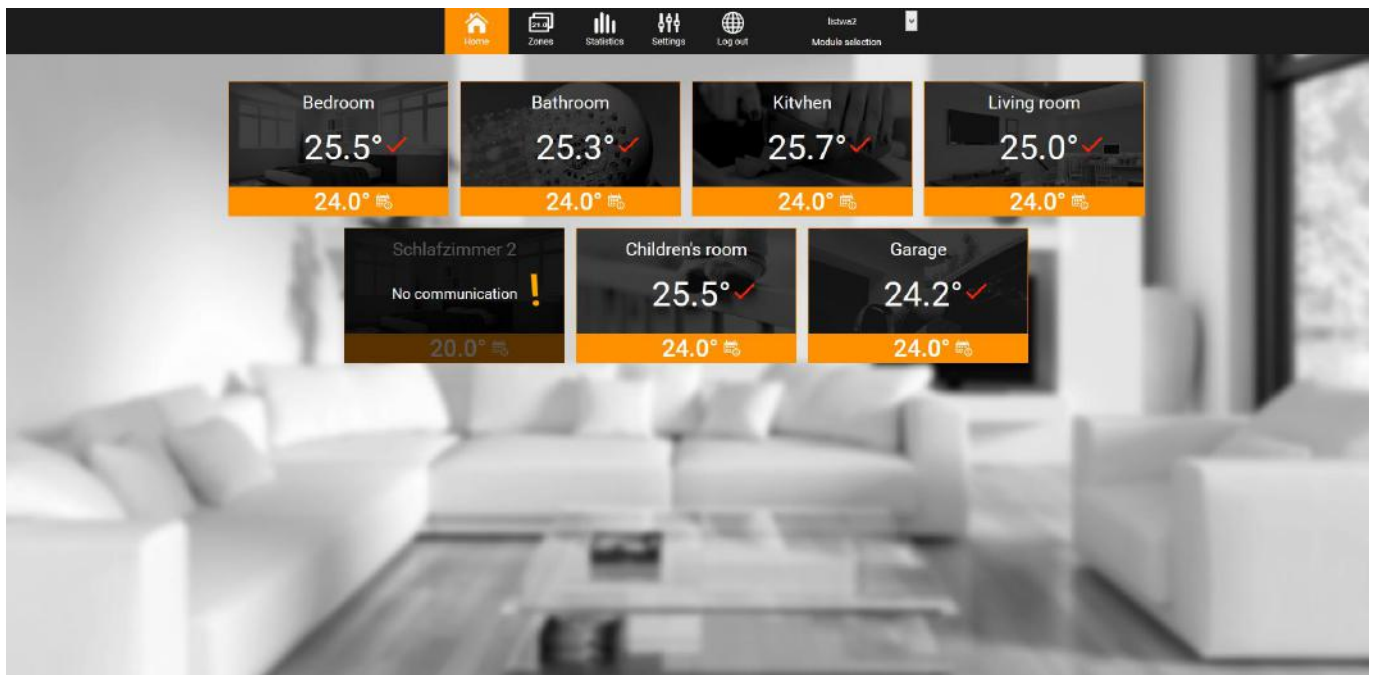 Home
21.0
Zones
Statistics
Settings
Log out
listwa2
Module selection
Bedroom
25.5°
24.0°
Bathroom
25.3°
24.0°
Kitvhen
25.7°
24.0°
Living room
25.0°
24.0°
Schlafzimmer 2
No communication !
20.0°
Children's room
25.5°
24.0°
Garage
24.2°
24.0°